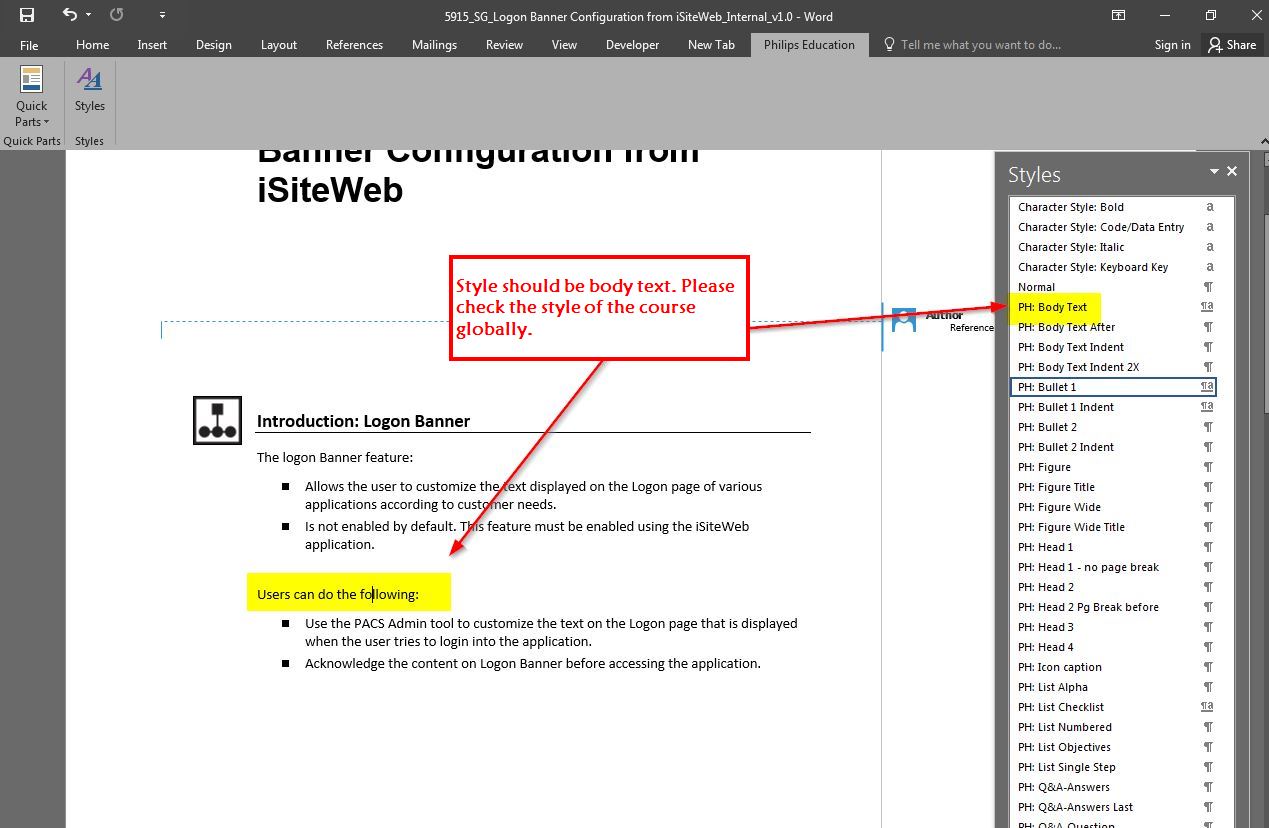 5915_SG_Logon Banner Configuration from iSiteWeb_Internal_v1.0 - Word
File Home Insert Design Layout References Mailings Review View Developer New Tab Philips Education Tell me what you want to do... Sign in Share
Quick Parts
Styles
Quick Parts Styles
Banner Configuration from
iSiteWeb
Style should be body text. Please
check the style of the course
globally.
Author
Reference
Introduction: Logon Banner
The logon Banner feature:
Allows the user to customize the text displayed on the Logon page of various
applications according to customer needs.
Is not enabled by default. This feature must be enabled using the iSiteWeb
application.
Users can do the following:
Use the PACS Admin tool to customize the text on the Logon page that is displayed
when the user tries to login into the application.
Acknowledge the content on Logon Banner before accessing the application.
Styles
Character Style: Bold a
Character Style: Code/Data Entry a
Character Style: Italic a
Character Style: Keyboard Key a
Normal ¶
PH: Body Text ¶a
PH: Body Text After ¶
PH: Body Text Indent ¶
PH: Body Text Indent 2X ¶
PH: Bullet 1 ¶a
PH: Bullet 1 Indent ¶a
PH: Bullet 2 ¶
PH: Bullet 2 Indent ¶
PH: Figure ¶
PH: Figure Title ¶
PH: Figure Wide ¶
PH: Figure Wide Title ¶
PH: Head 1 ¶
PH: Head 1 - no page break ¶
PH: Head 2 ¶
PH: Head 2 Pg Break before ¶
PH: Head 3 ¶
PH: Head 4 ¶
PH: Icon caption ¶
PH: List Alpha ¶
PH: List Checklist ¶a
PH: List Numbered ¶
PH: List Objectives ¶
PH: List Single Step ¶
PH: Q&A-Answers ¶
PH: Q&A-Answers Last ¶
PH: Q&A-Question ¶